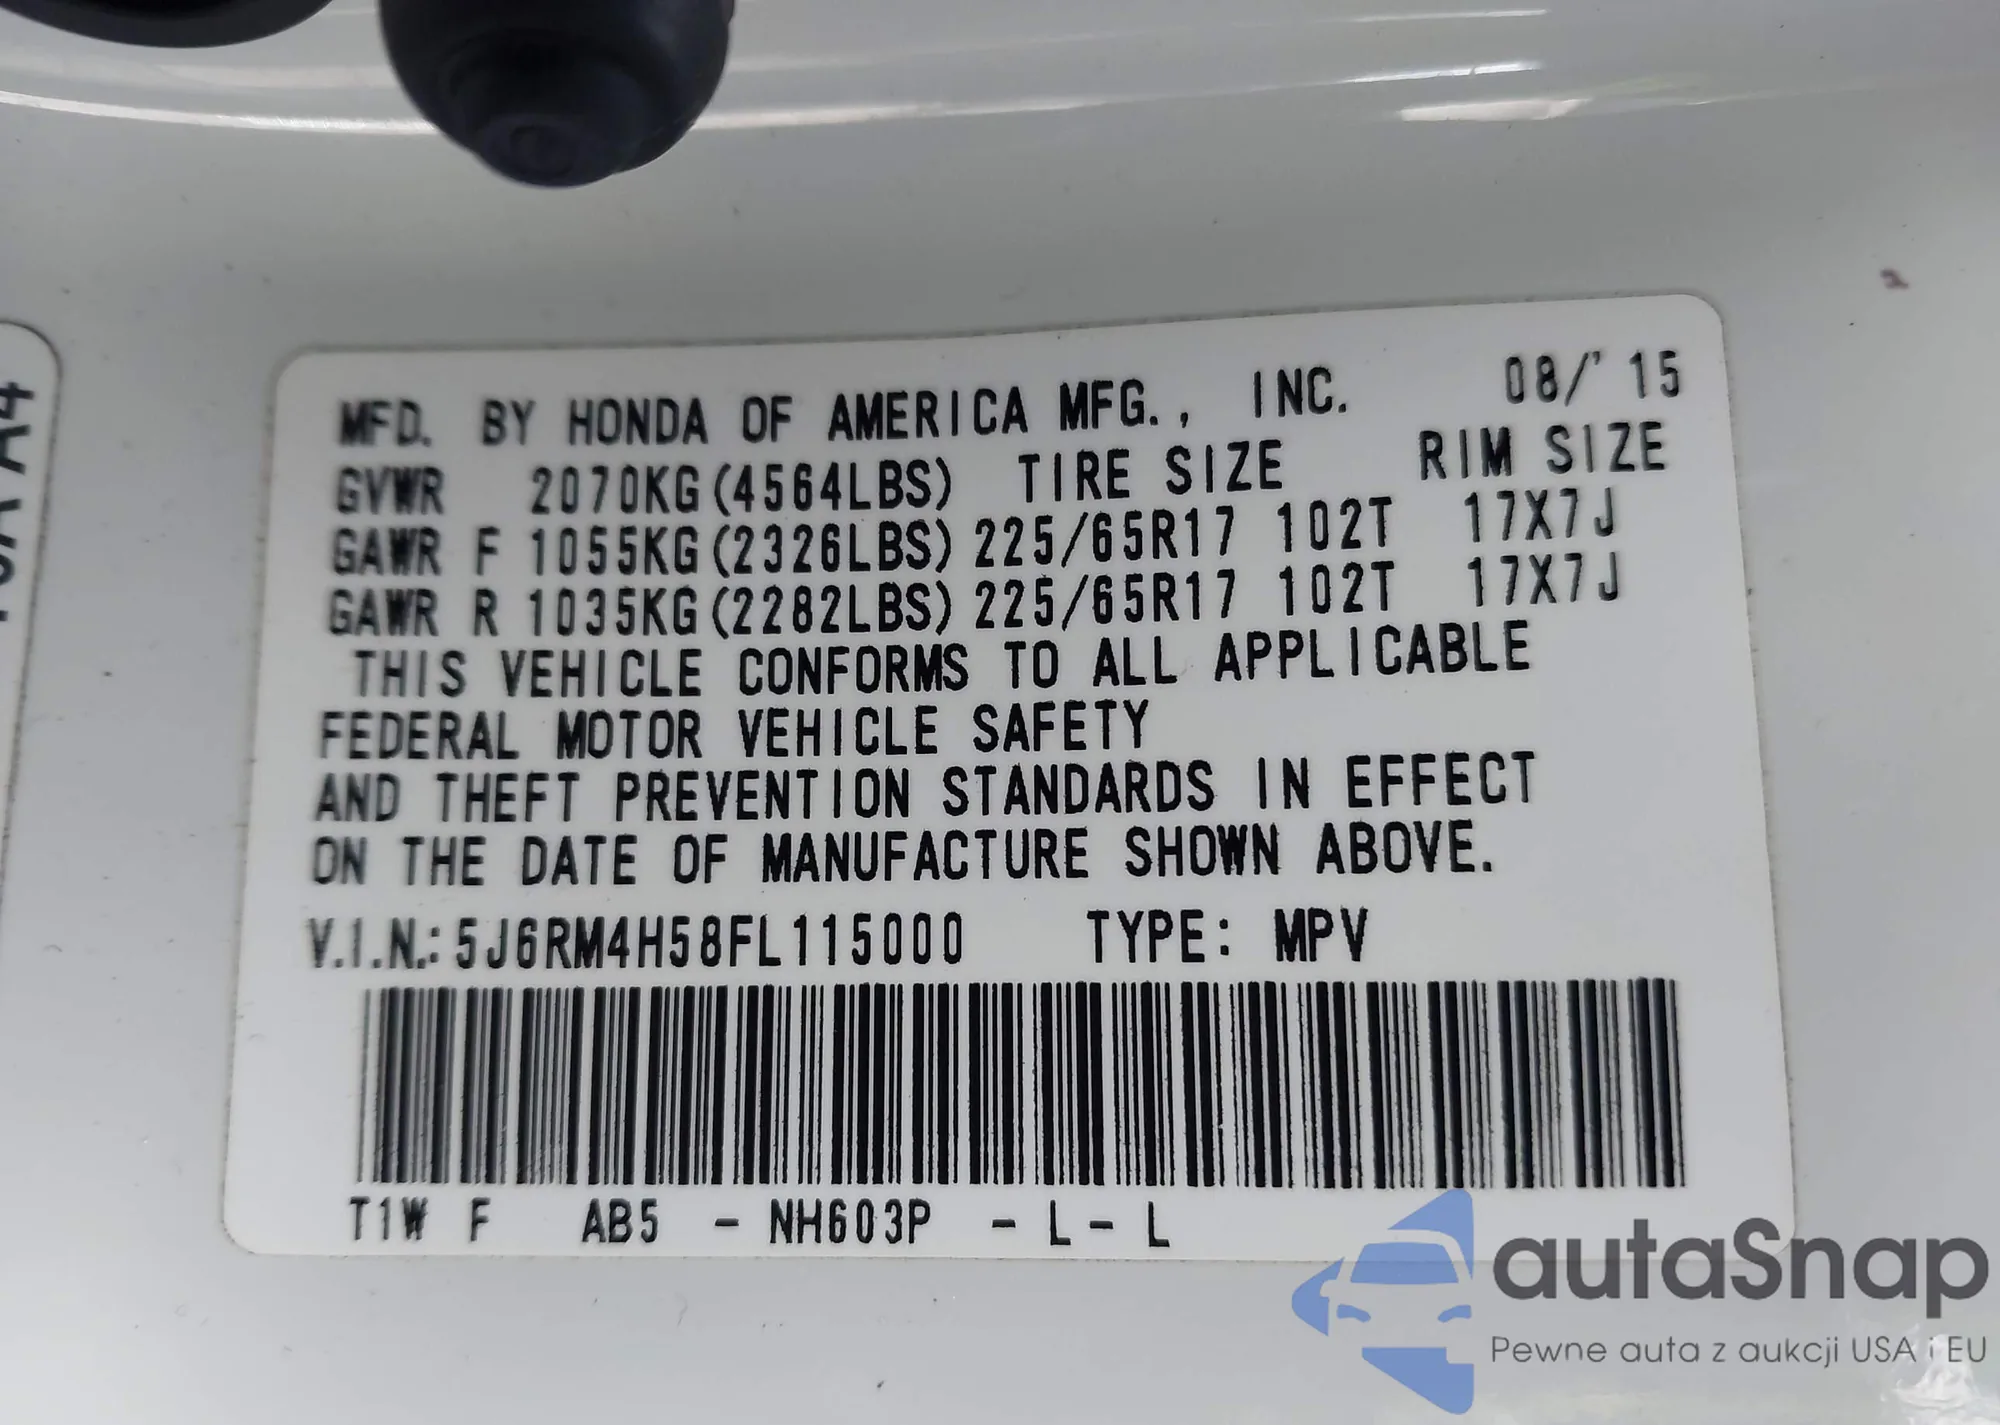 MFD. BY HONDA OF AMERICA MFG., INC. 08/'15
GVWR 2070KG(4564LBS) TIRE SIZE RIM SIZE
GAWR F 1055KG(2326LBS) 225/65R17 102T 17X7J
GAWR R 1035KG(2282LBS) 225/65R17 102T 17X7J
THIS VEHICLE CONFORMS TO ALL APPLICABLE
FEDERAL MOTOR VEHICLE SAFETY
AND THEFT PREVENTION STANDARDS IN EFFECT
ON THE DATE OF MANUFACTURE SHOWN ABOVE.
V.I.N.: 5J6RM4H58FL115000 TYPE: MPV
T1W F AB5 - NH603P - L - L
A4
autaSnap
Pewne auta z aukcji USA i EU